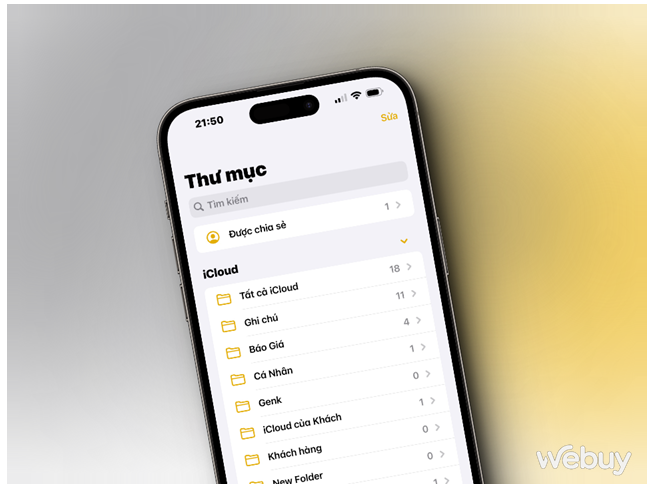 21:50
Sửa
Thư mục
Tìm kiếm
Được chia sẻ 1
iCloud
Tất cả iCloud 18
Ghi chú 11
Báo Giá 4
Cá Nhân 1
Genk 0
iCloud của Khách 1
Khách hàng 0
New Folder 0
1
Webuy